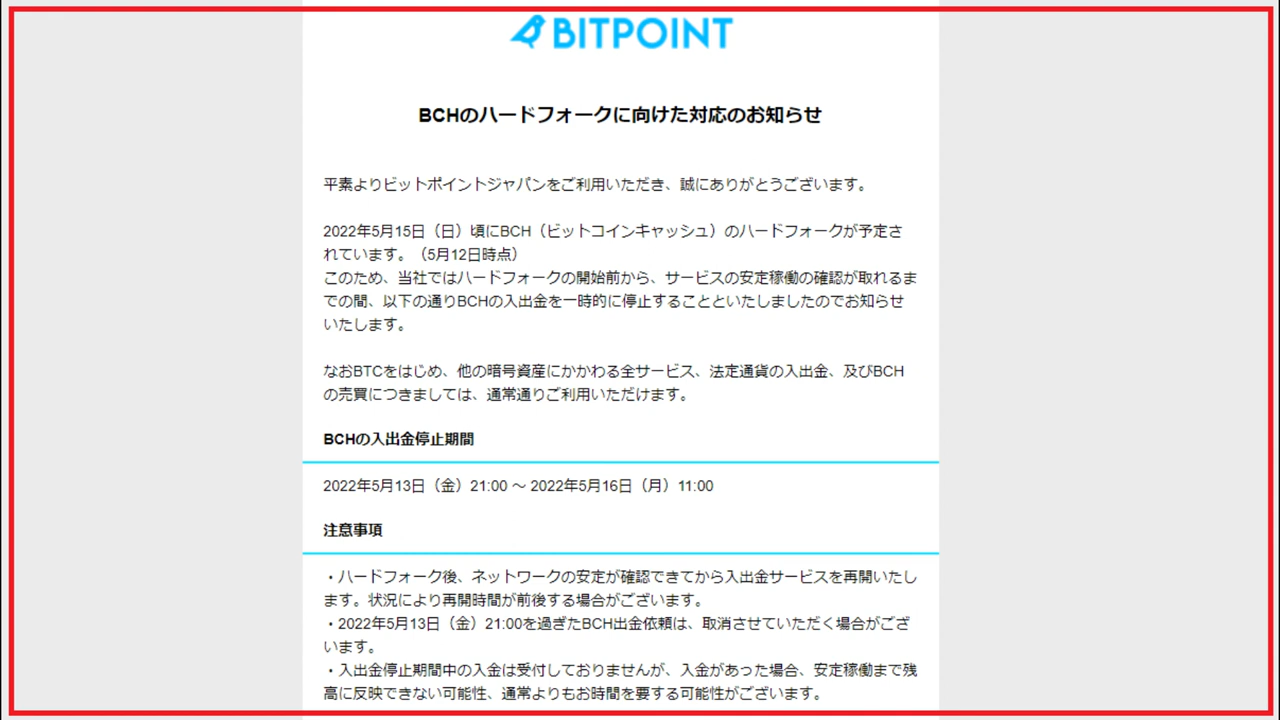 BITPOINT
BCHのハードフォークに向けた対応のお知らせ
平素よりビットポイントジャパンをご利用いただき、誠にありがとうございます。
2022年5月15日（日）頃にBCH（ビットコインキャッシュ）のハードフォークが予定さ
れています。（5月12日時点）
このため、当社ではハードフォークの開始前から、サービスの安定稼働の確認が取れるま
での間、以下の通りBCHの入出金を一時的に停止することといたしましたのでお知らせ
いたします。
なおBTCをはじめ、他の暗号資産にかかわる全サービス、法定通貨の入出金、及びBCH
の売買につきましては、通常通りご利用いただけます。
BCHの入出金停止期間
2022年5月13日（金）21:00 ～ 2022年5月16日（月）11:00
注意事項
・ハードフォーク後、ネットワークの安定が確認できてから入出金サービスを再開いたし
ます。状況により再開時間が前後する場合がございます。
・2022年5月13日（金）21:00を過ぎたBCH出金依頼は、取消させていただく場合がござ
います。
・入出金停止期間中の入金は受付しておりませんが、入金があった場合、安定稼働まで残
高に反映できない可能性、通常よりもお時間を要する可能性がございます。